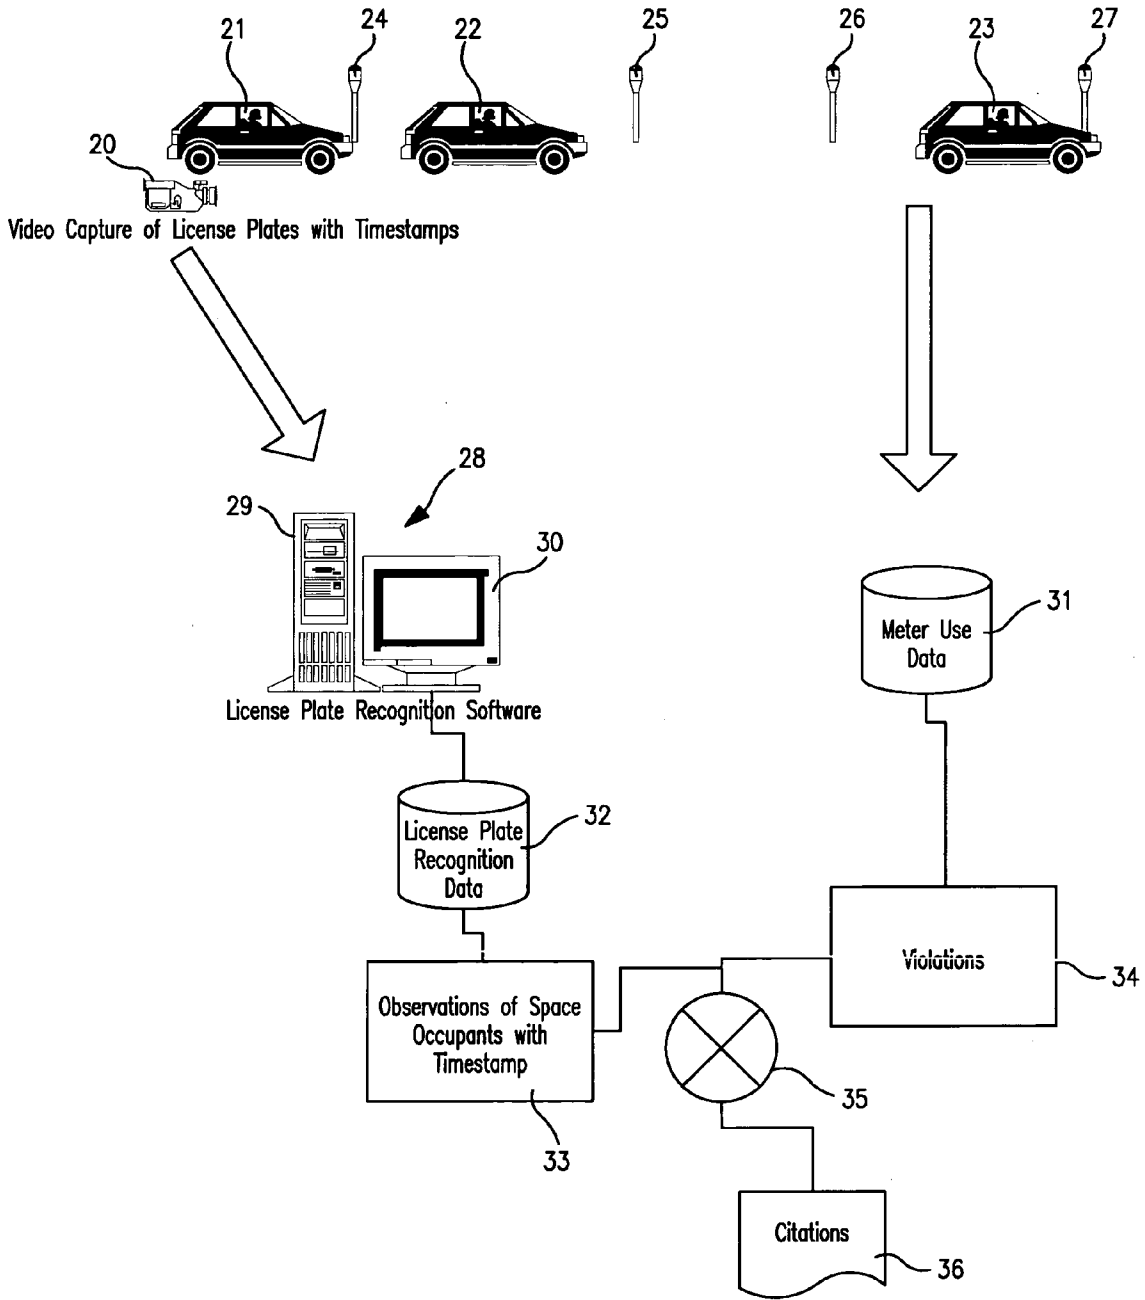 21
24
22
25
26
23
27
20
Video Capture of License Plates with Timestamps
28
29
30
License Plate Recognition Software
Meter Use
Data
31
License Plate
Recognition
Data
32
Observations of Space
Occupants with
Timestamp
33
Violations
34
35
Citations
36